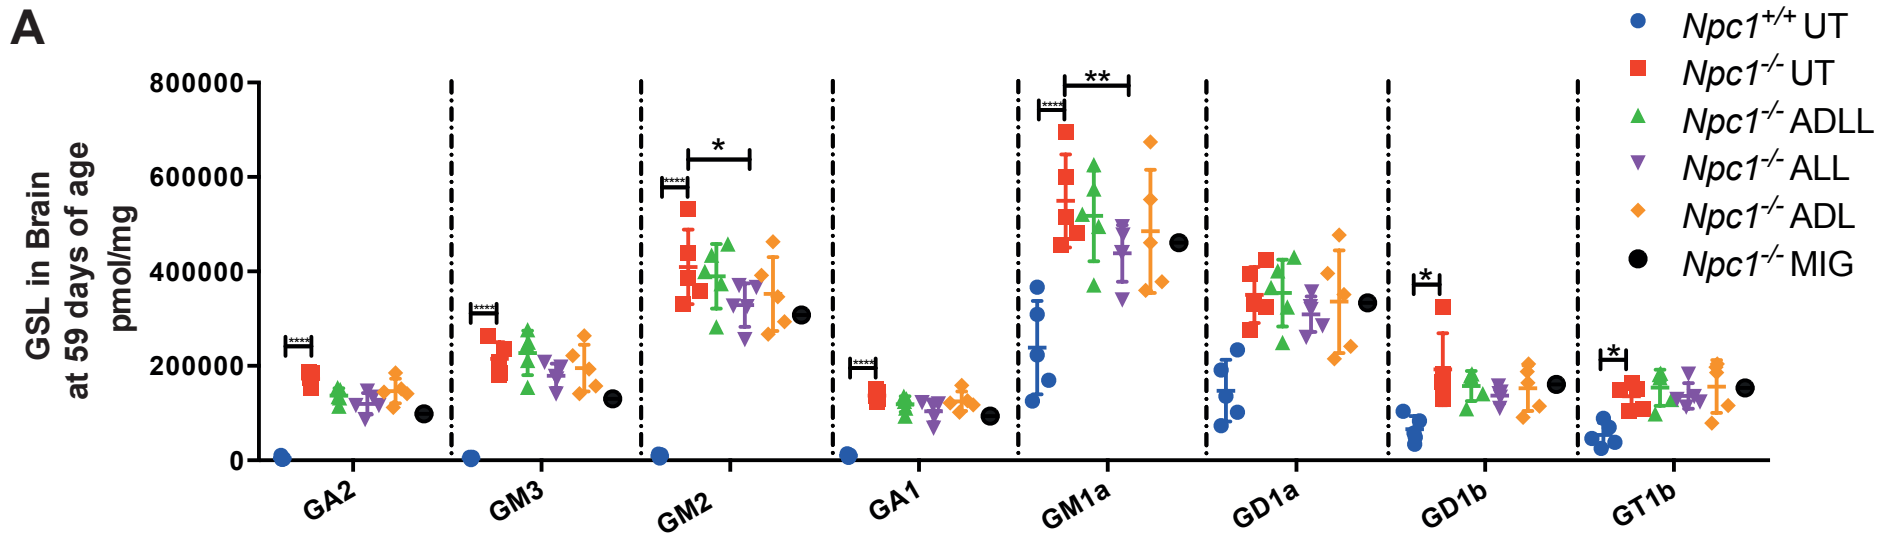 A
Npc1+/+ UT
Npc1-/- UT
Npc1-/- ADLL
Npc1-/- ALL
Npc1-/- ADL
Npc1-/- MIG
GSL in Brain
at 59 days of age
pmol/mg
800000
600000
400000
200000
0
****
****
****
*
****
****
**
*
*
GA2
GM3
GM2
GA1
GM1a
GD1a
GD1b
GT1b